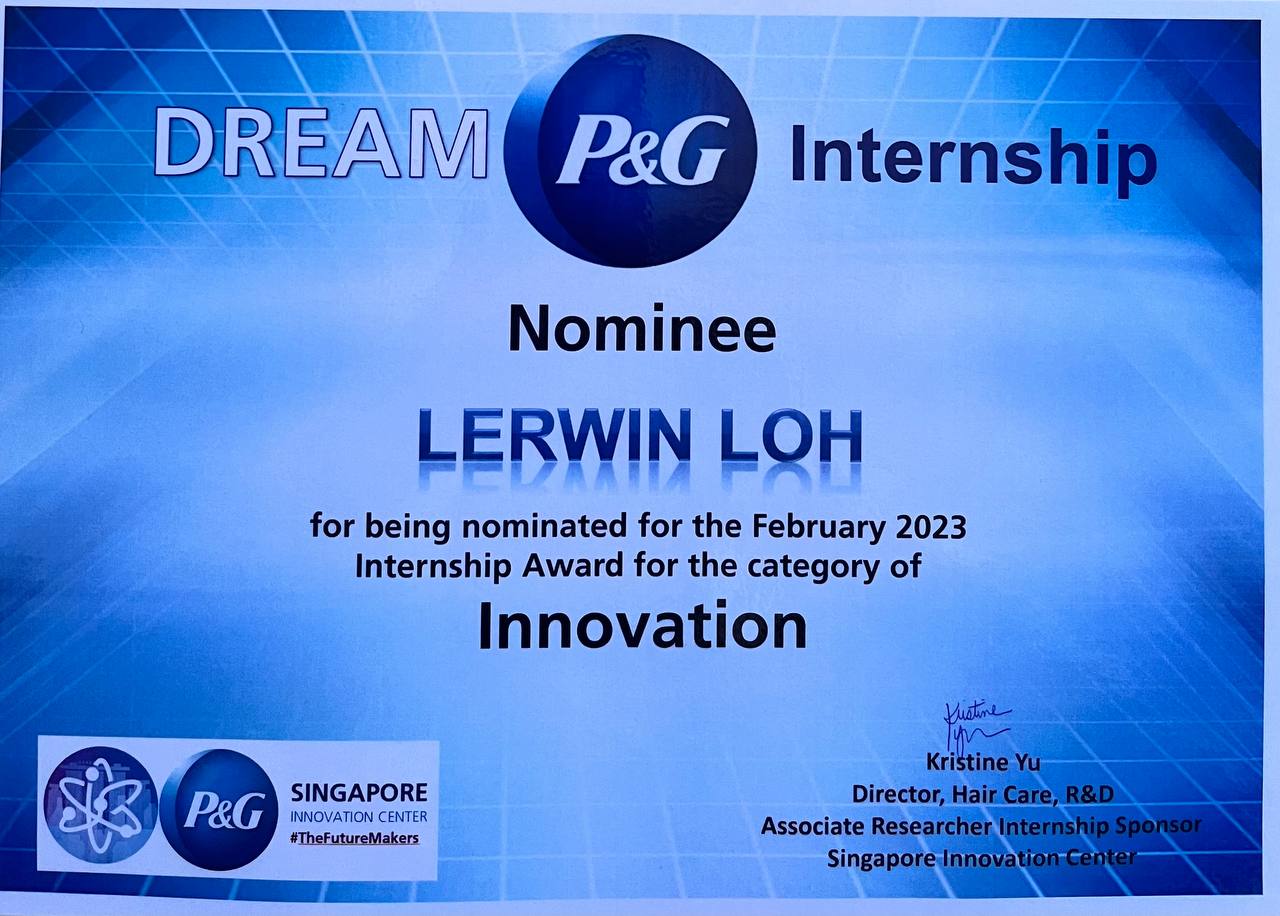 DREAM P&G Internship
Nominee
LERWIN LOH
for being nominated for the February 2023
Internship Award for the category of
Innovation
Kristine
Yu
Kristine Yu
Director, Hair Care, R&D
Associate Researcher Internship Sponsor
Singapore Innovation Center
SIC P&G
SINGAPORE
INNOVATION CENTER
#TheFutureMakers